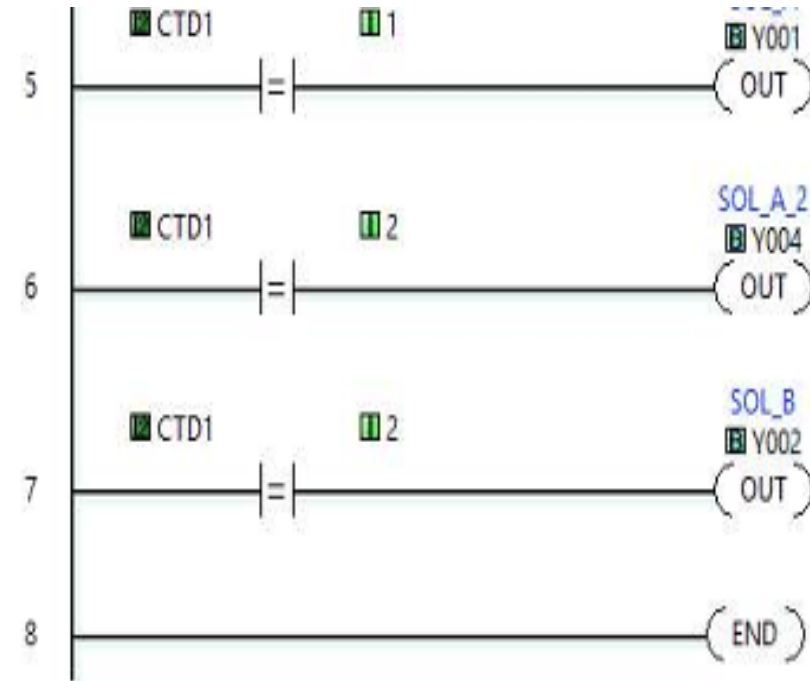 CTD1 1 Y001
5 = OUT
SOL_A_2
CTD1 2 Y004
6 = OUT
SOL_B
CTD1 2 Y002
7 = OUT
8 END